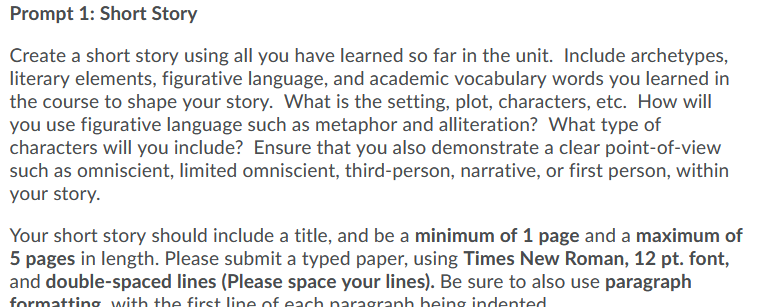 Prompt 1: Short Story
Create a short story using all you have learned so far in the unit.  Include archetypes,
literary elements, figurative language, and academic vocabulary words you learned in
the course to shape your story.  What is the setting, plot, characters, etc.  How will
you use figurative language such as metaphor and alliteration?  What type of
characters will you include?  Ensure that you also demonstrate a clear point-of-view
such as omniscient, limited omniscient, third-person, narrative, or first person, within
your story.
Your short story should include a title, and be a minimum of 1 page and a maximum of
5 pages in length. Please submit a typed paper, using Times New Roman, 12 pt. font,
and double-spaced lines (Please space your lines). Be sure to also use paragraph
formatting, with the first line of each paragraph being indented.